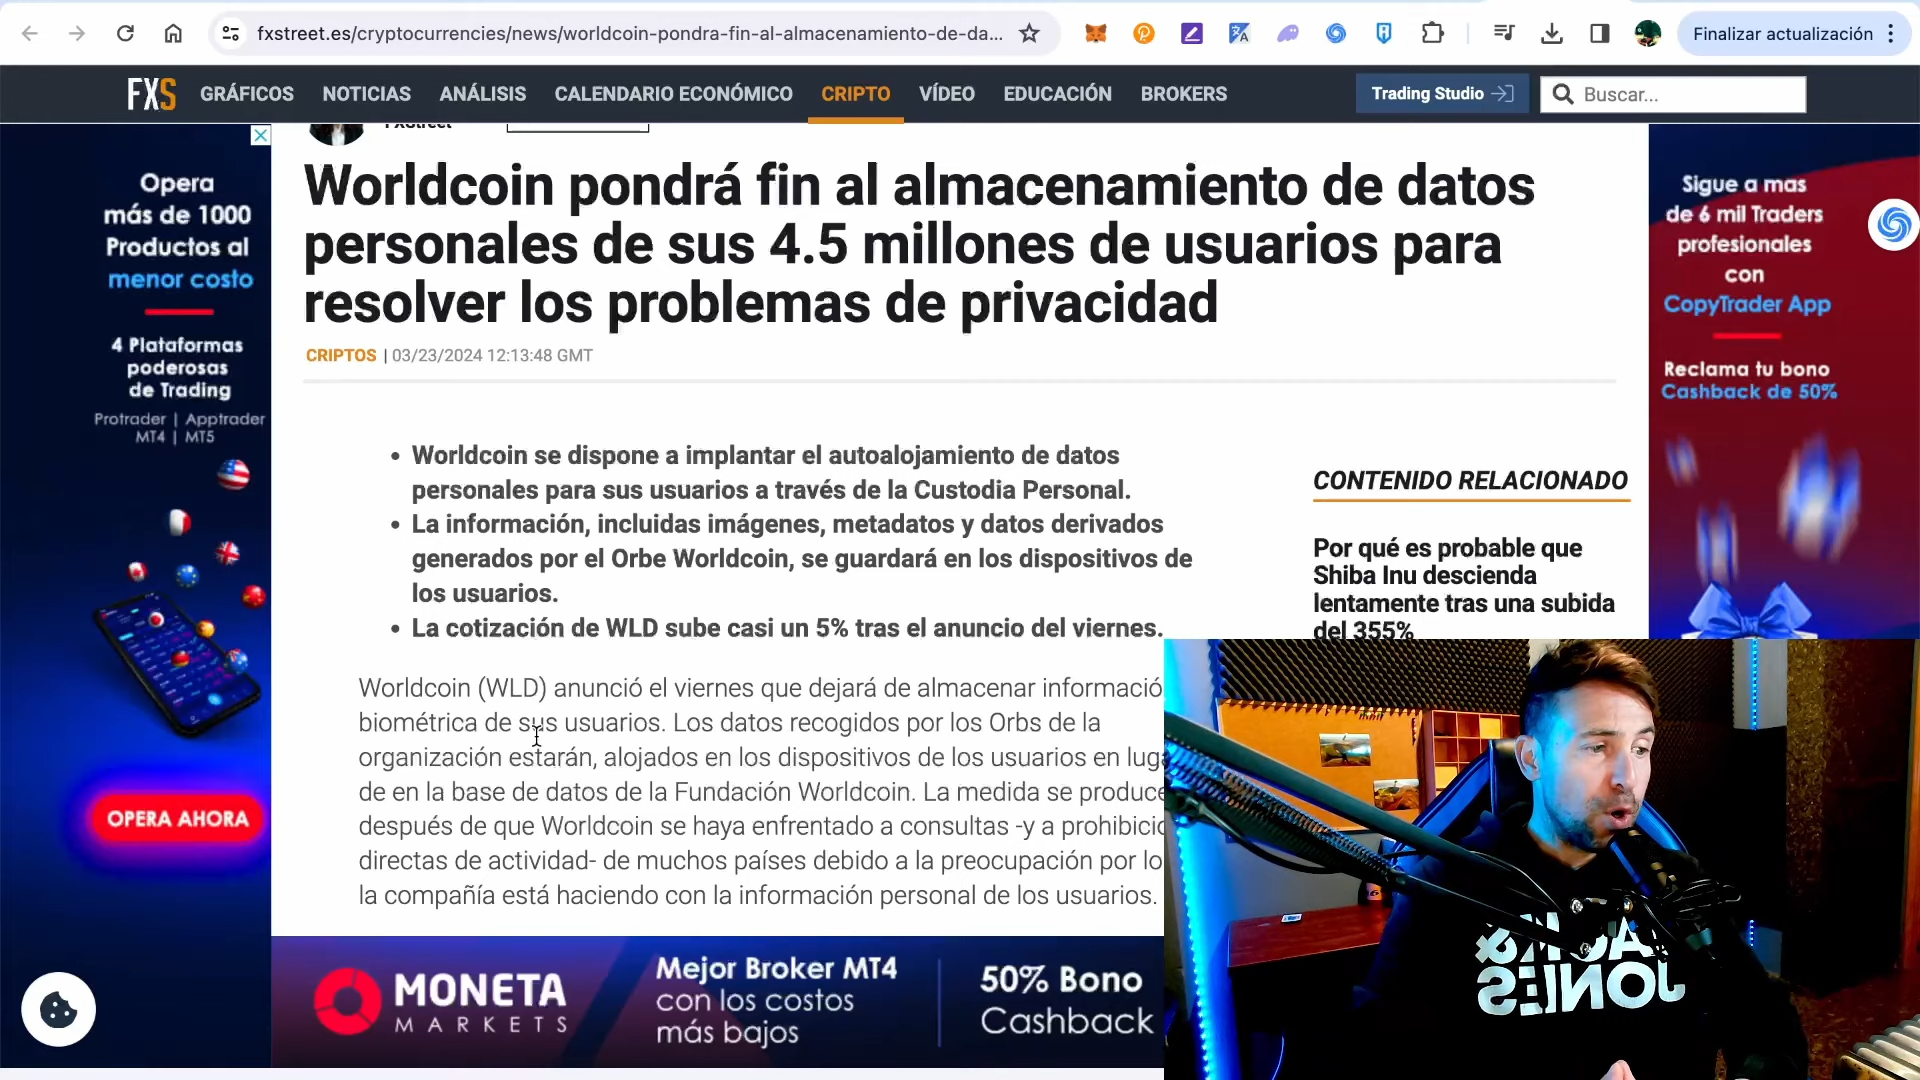 fxstreet.es/cryptocurrencies/news/worldcoin-pondra-fin-al-almacenamiento-de-da...
Finalizar actualización
FXS
GRÁFICOS
NOTICIAS
ANÁLISIS
CALENDARIO ECONÓMICO
CRIPTO
VÍDEO
EDUCACIÓN
BROKERS
Trading Studio
Buscar...
FXStreet
Worldcoin pondrá fin al almacenamiento de datos
personales de sus 4.5 millones de usuarios para
resolver los problemas de privacidad
CRIPTOS | 03/23/2024 12:13:48 GMT
• Worldcoin se dispone a implantar el autoalojamiento de datos
personales para sus usuarios a través de la Custodia Personal.
• La información, incluidas imágenes, metadatos y datos derivados
generados por el Orbe Worldcoin, se guardará en los dispositivos de
los usuarios.
• La cotización de WLD sube casi un 5% tras el anuncio del viernes.
Worldcoin (WLD) anunció el viernes que dejará de almacenar informació
biométrica de sus usuarios. Los datos recogidos por los Orbs de la
organización estarán, alojados en los dispositivos de los usuarios en luga
de en la base de datos de la Fundación Worldcoin. La medida se produce
después de que Worldcoin se haya enfrentado a consultas -y a prohibicio
directas de actividad- de muchos países debido a la preocupación por lo
la compañía está haciendo con la información personal de los usuarios.
CONTENIDO RELACIONADO
Por qué es probable que
Shiba Inu descienda
lentamente tras una subida
del 355%
Opera
más de 1000
Productos al
menor costo
4 Plataformas
poderosas
de Trading
Protrader | Apptrader
MT4 | MT5
OPERA AHORA
Sigue a mas
de 6 mil Traders
profesionales
con
CopyTrader App
Reclama tu bono
Cashback de 50%
MONETA
MARKETS
Mejor Broker MT4
con los costos
más bajos
50% Bono
Cashback
JACK &
JONES